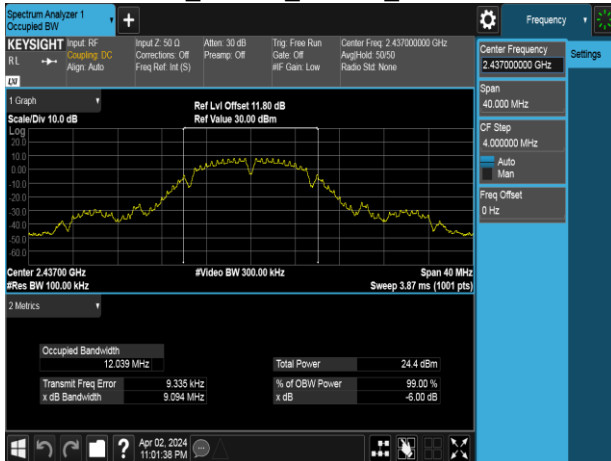 Spectrum Analyzer 1
Occupied BW
+
Frequency
KEYSIGHT
Input: RF
Coupling: DC
Align: Auto
R L
LXI
Input Z: 50 Ω
Corrections: Off
Freq Ref: Int (S)
Atten: 30 dB
Preamp: Off
Trig: Free Run
Gate: Off
#IF Gain: Low
Center Freq: 2.437000000 GHz
Avg|Hold: 50/50
Radio Std: None
Center Frequency
2.437000000 GHz
Settings
Span
40.000 MHz
CF Step
4.000000 MHz
Auto
Man
Freq Offset
0 Hz
1 Graph
Scale/Div 10.0 dB
Ref Lvl Offset 11.80 dB
Ref Value 30.00 dBm
Log
20.0
10.0
0.00
-10.0
-20.0
-30.0
-40.0
-50.0
-60.0
Center 2.43700 GHz
#Video BW 300.00 kHz
Span 40 MHz
#Res BW 100.00 kHz
Sweep 3.87 ms (1001 pts)
2 Metrics
Occupied Bandwidth
12.039 MHz
Total Power 24.4 dBm
Transmit Freq Error 9.335 kHz
% of OBW Power 99.00 %
x dB Bandwidth 9.094 MHz
x dB -6.00 dB
?
Apr 02, 2024
11:01:38 PM